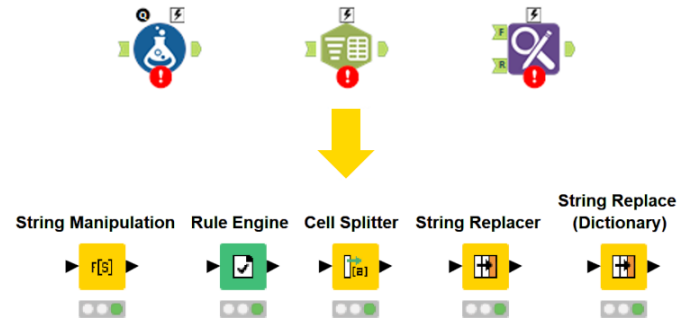 Q
F
R
String Replace
String Manipulation Rule Engine Cell Splitter String Replacer (Dictionary)
F[S]
[a]